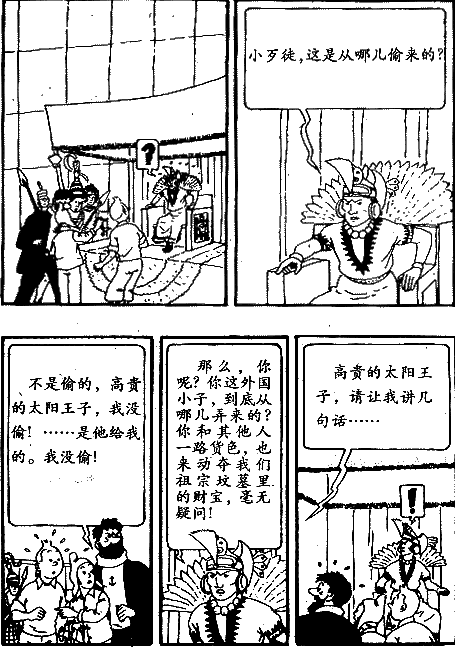 ?
小歹徒，这是从哪儿偷来的？
不是偷的，高贵
的太阳王子，我没
偷！……是他给我
的。我没偷！
那么，你
呢？你这外国
小子，到底从
哪儿弄来的？
你和其他人
一路货色，也
来动夺我们
祖宗坟墓里
的财宝，毫无
疑问！
高贵的太阳王
子，请让我讲几
句话……
!